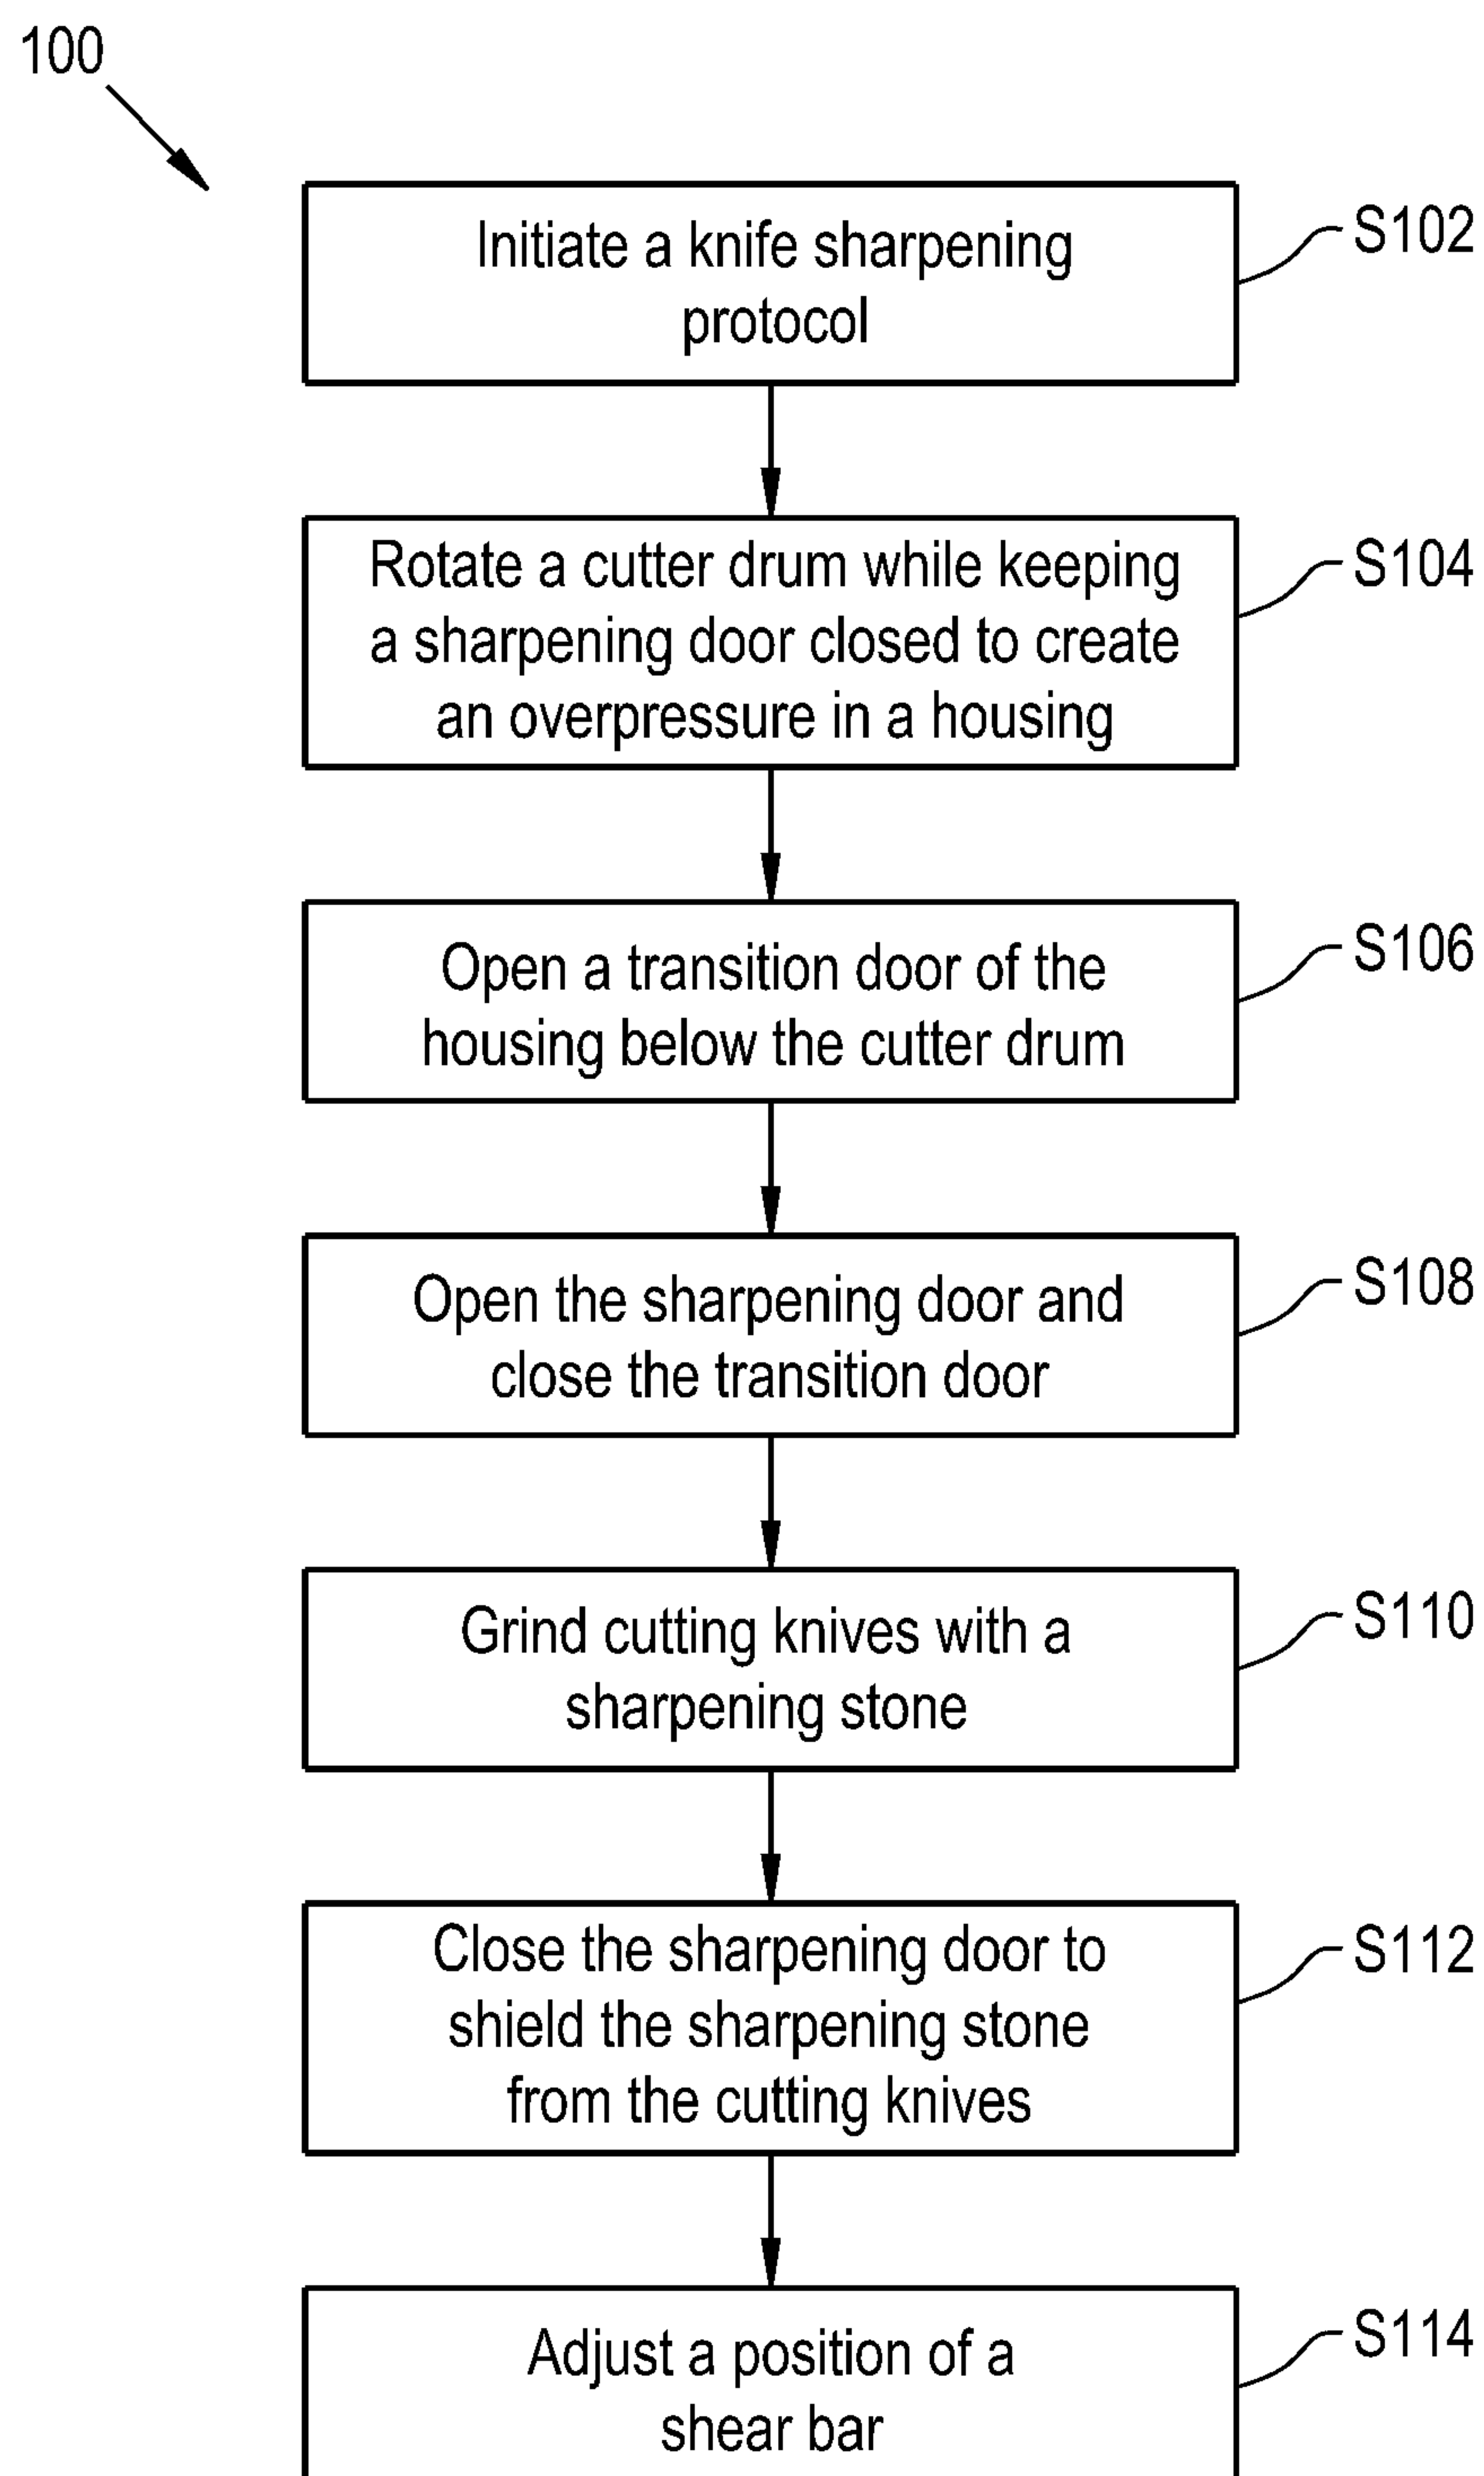 100
Initiate a knife sharpening
protocol
S102
Rotate a cutter drum while keeping
a sharpening door closed to create
an overpressure in a housing
S104
Open a transition door of the
housing below the cutter drum
S106
Open the sharpening door and
close the transition door
S108
Grind cutting knives with a
sharpening stone
S110
Close the sharpening door to
shield the sharpening stone
from the cutting knives
S112
Adjust a position of a
shear bar
S114